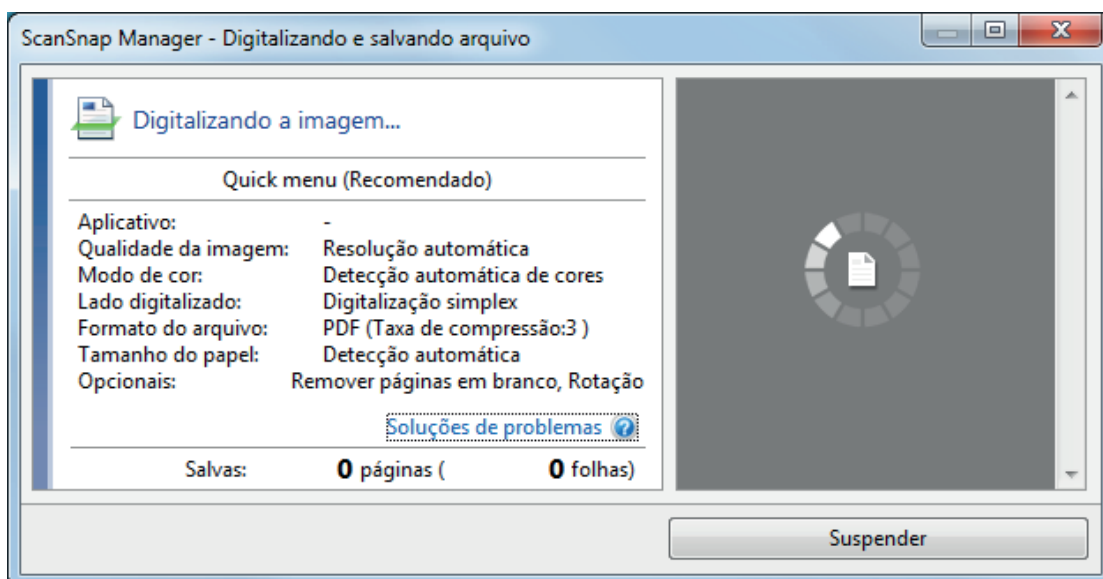 ScanSnap Manager - Digitalizando e salvando arquivo
Digitalizando a imagem...
Quick menu (Recomendado)
Aplicativo: -
Qualidade da imagem: Resolução automática
Modo de cor: Detecção automática de cores
Lado digitalizado: Digitalização simplex
Formato do arquivo: PDF (Taxa de compressão:3 )
Tamanho do papel: Detecção automática
Opcionais: Remover páginas em branco, Rotação
Soluções de problemas
Salvas: 0 páginas ( 0 folhas)
Suspender